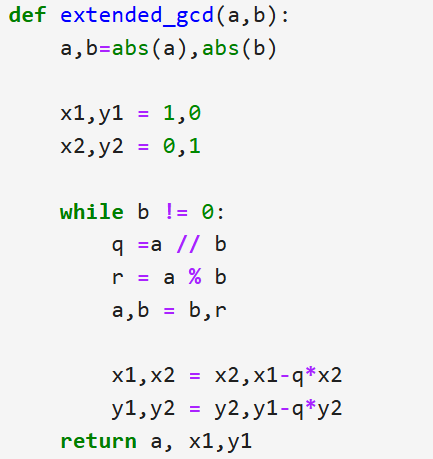 def extended_gcd(a,b):
    a,b=abs(a),abs(b)

    x1,y1 = 1,0
    x2,y2 = 0,1

    while b != 0:
        q =a // b
        r = a % b
        a,b = b,r

        x1,x2 = x2,x1-q*x2
        y1,y2 = y2,y1-q*y2
    return a, x1,y1